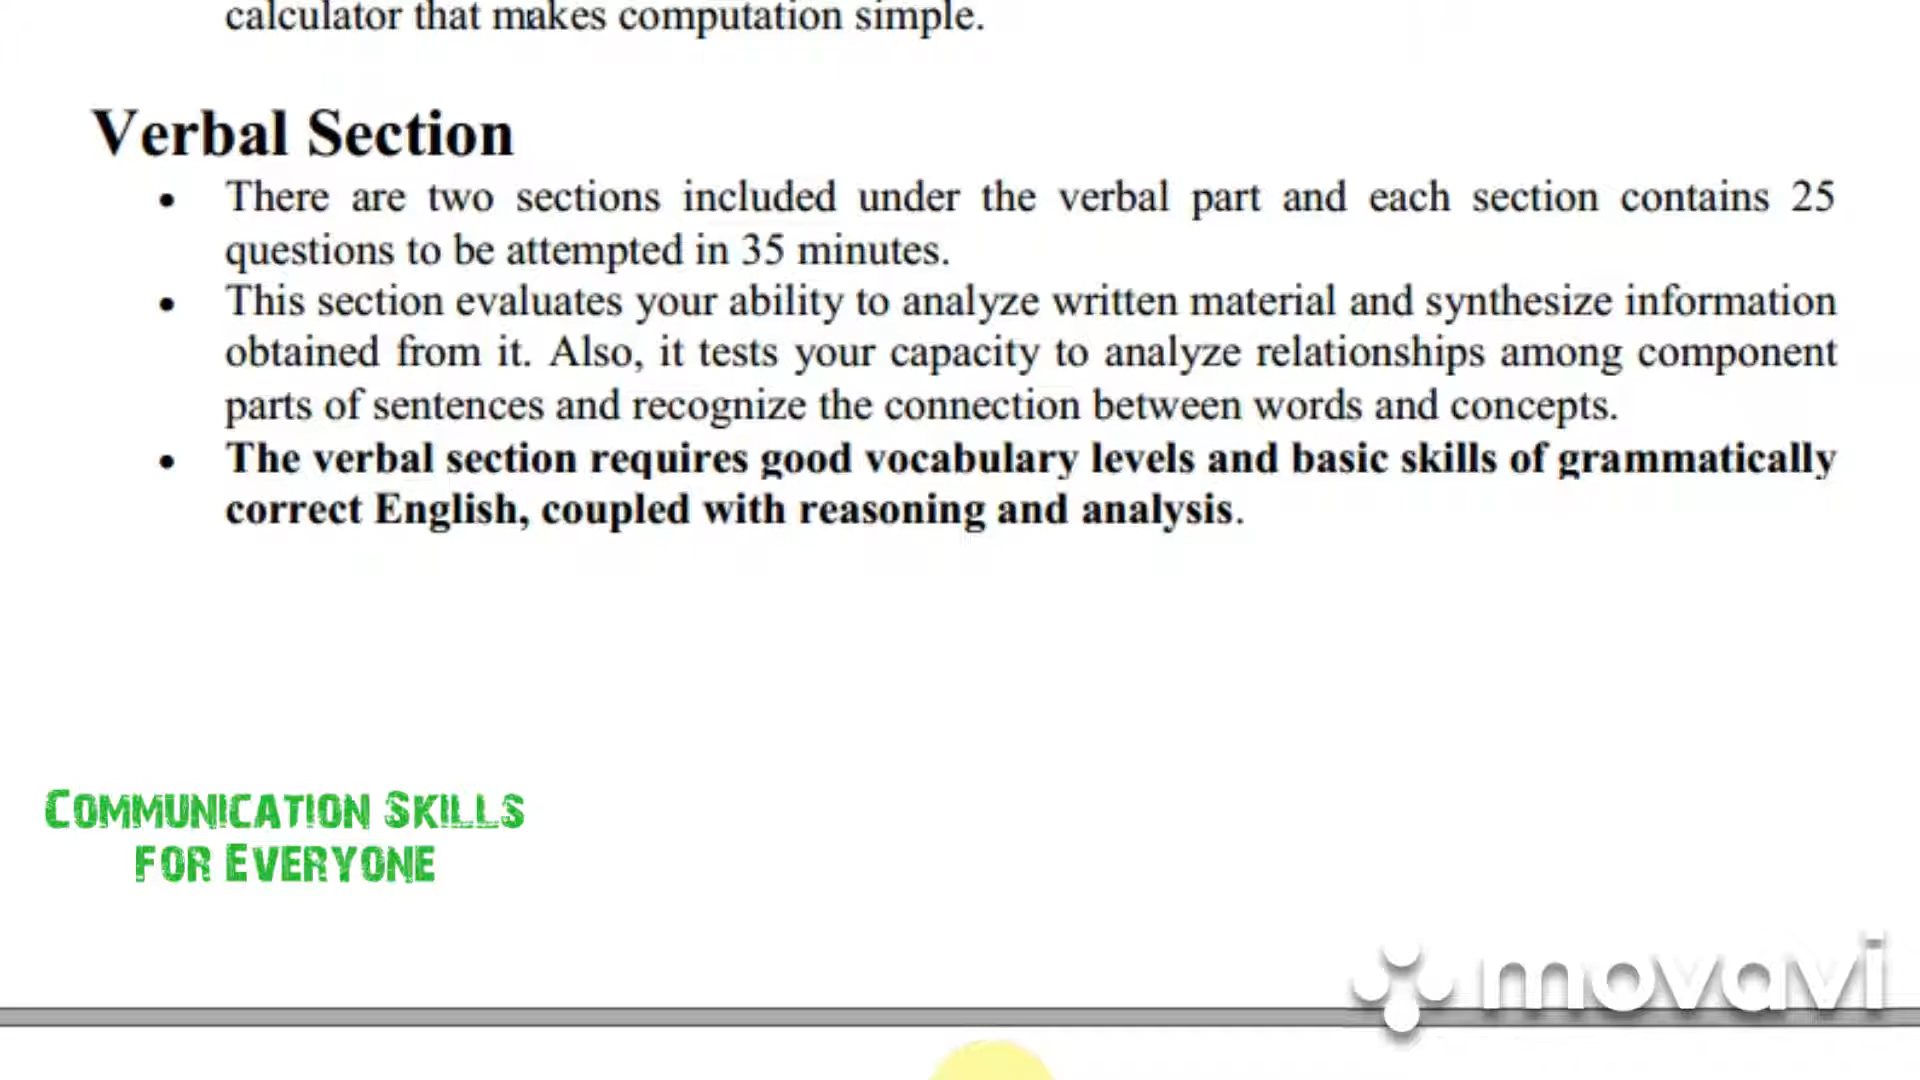 calculator that makes computation simple.
Verbal Section
• There are two sections included under the verbal part and each section contains 25
questions to be attempted in 35 minutes.
• This section evaluates your ability to analyze written material and synthesize information
obtained from it. Also, it tests your capacity to analyze relationships among component
parts of sentences and recognize the connection between words and concepts.
• The verbal section requires good vocabulary levels and basic skills of grammatically
correct English, coupled with reasoning and analysis.
Communication Skills
for Everyone
movavi